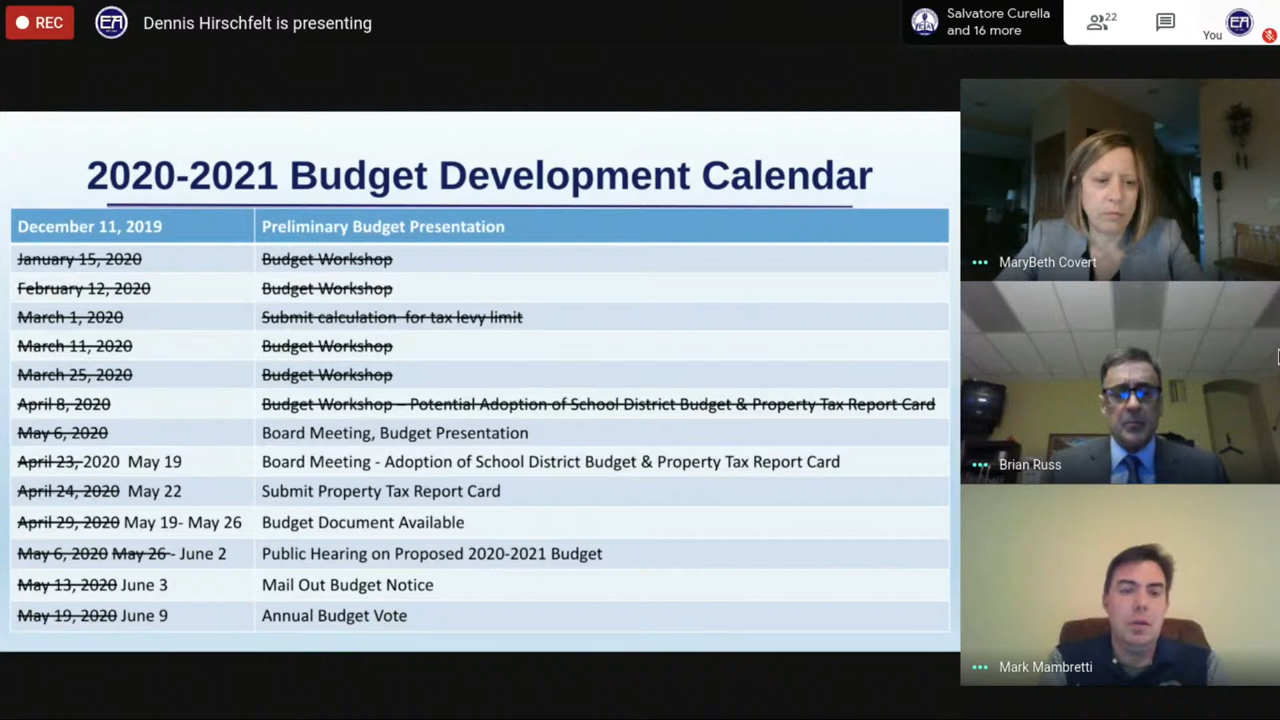 REC
EA
Dennis Hirschfelt is presenting
Salvatore Curella
and 16 more
22
You
EA
2020-2021 Budget Development Calendar
December 11, 2019 Preliminary Budget Presentation
January 15, 2020 Budget Workshop
February 12, 2020 Budget Workshop
March 1, 2020 Submit calculation for tax levy limit
March 11, 2020 Budget Workshop
March 25, 2020 Budget Workshop
April 8, 2020 Budget Workshop – Potential Adoption of School District Budget & Property Tax Report Card
May 6, 2020 Board Meeting, Budget Presentation
April 23, 2020 May 19 Board Meeting - Adoption of School District Budget & Property Tax Report Card
April 24, 2020 May 22 Submit Property Tax Report Card
April 29, 2020 May 19- May 26 Budget Document Available
May 6, 2020 May 26 - June 2 Public Hearing on Proposed 2020-2021 Budget
May 13, 2020 June 3 Mail Out Budget Notice
May 19, 2020 June 9 Annual Budget Vote
MaryBeth Covert
Brian Russ
Mark Mambretti